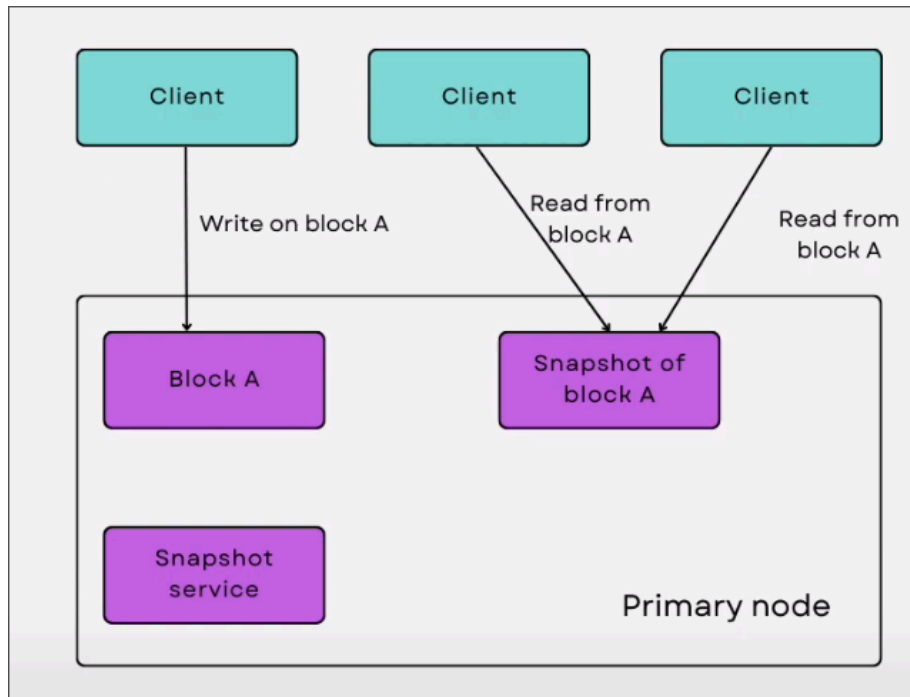 Client
Client
Client
Write on block A
Read from
block A
Read from
block A
Block A
Snapshot of
block A
Snapshot
service
Primary node